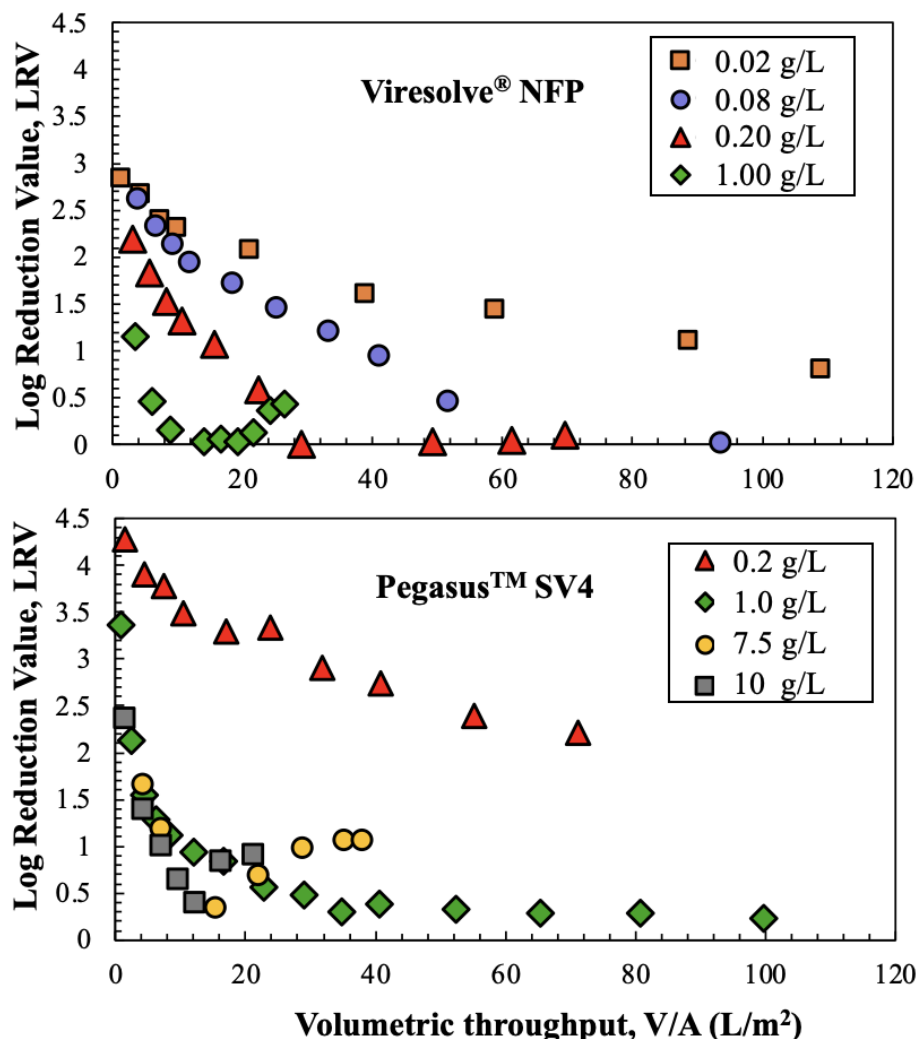 Log Reduction Value, LRV
4.5
4
3.5
3
2.5
2
1.5
1
0.5
0
Viresolve® NFP
0.02 g/L
0.08 g/L
0.20 g/L
1.00 g/L
0 20 40 60 80 100 120
Log Reduction Value, LRV
4.5
4
3.5
3
2.5
2
1.5
1
0.5
0
Pegasus™ SV4
0.2 g/L
1.0 g/L
7.5 g/L
10 g/L
0 20 40 60 80 100 120
Volumetric throughput, V/A (L/m²)